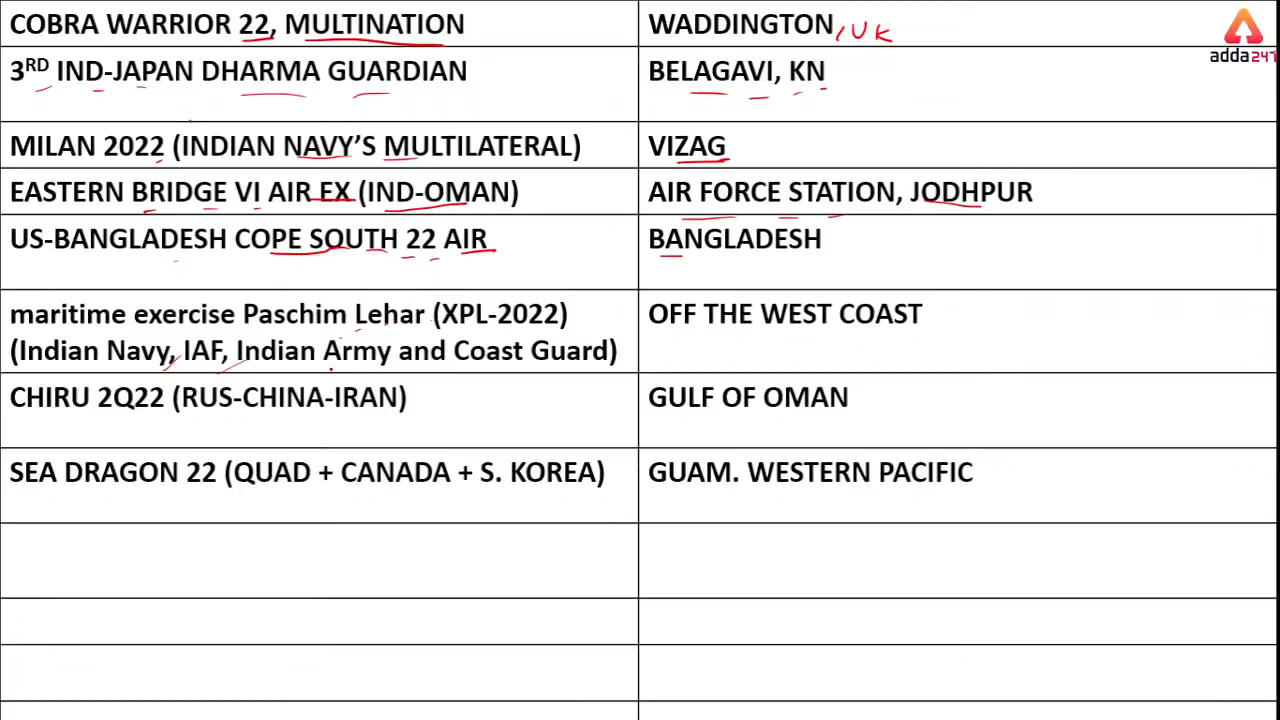 COBRA WARRIOR 22, MULTINATION
WADDINGTON, UK
adda247
3RD IND-JAPAN DHARMA GUARDIAN
BELAGAVI, KN
MILAN 2022 (INDIAN NAVY’S MULTILATERAL)
VIZAG
EASTERN BRIDGE VI AIR EX (IND-OMAN)
AIR FORCE STATION, JODHPUR
US-BANGLADESH COPE SOUTH 22 AIR
BANGLADESH
maritime exercise Paschim Lehar (XPL-2022)
(Indian Navy, IAF, Indian Army and Coast Guard)
OFF THE WEST COAST
CHIRU 2Q22 (RUS-CHINA-IRAN)
GULF OF OMAN
SEA DRAGON 22 (QUAD + CANADA + S. KOREA)
GUAM. WESTERN PACIFIC